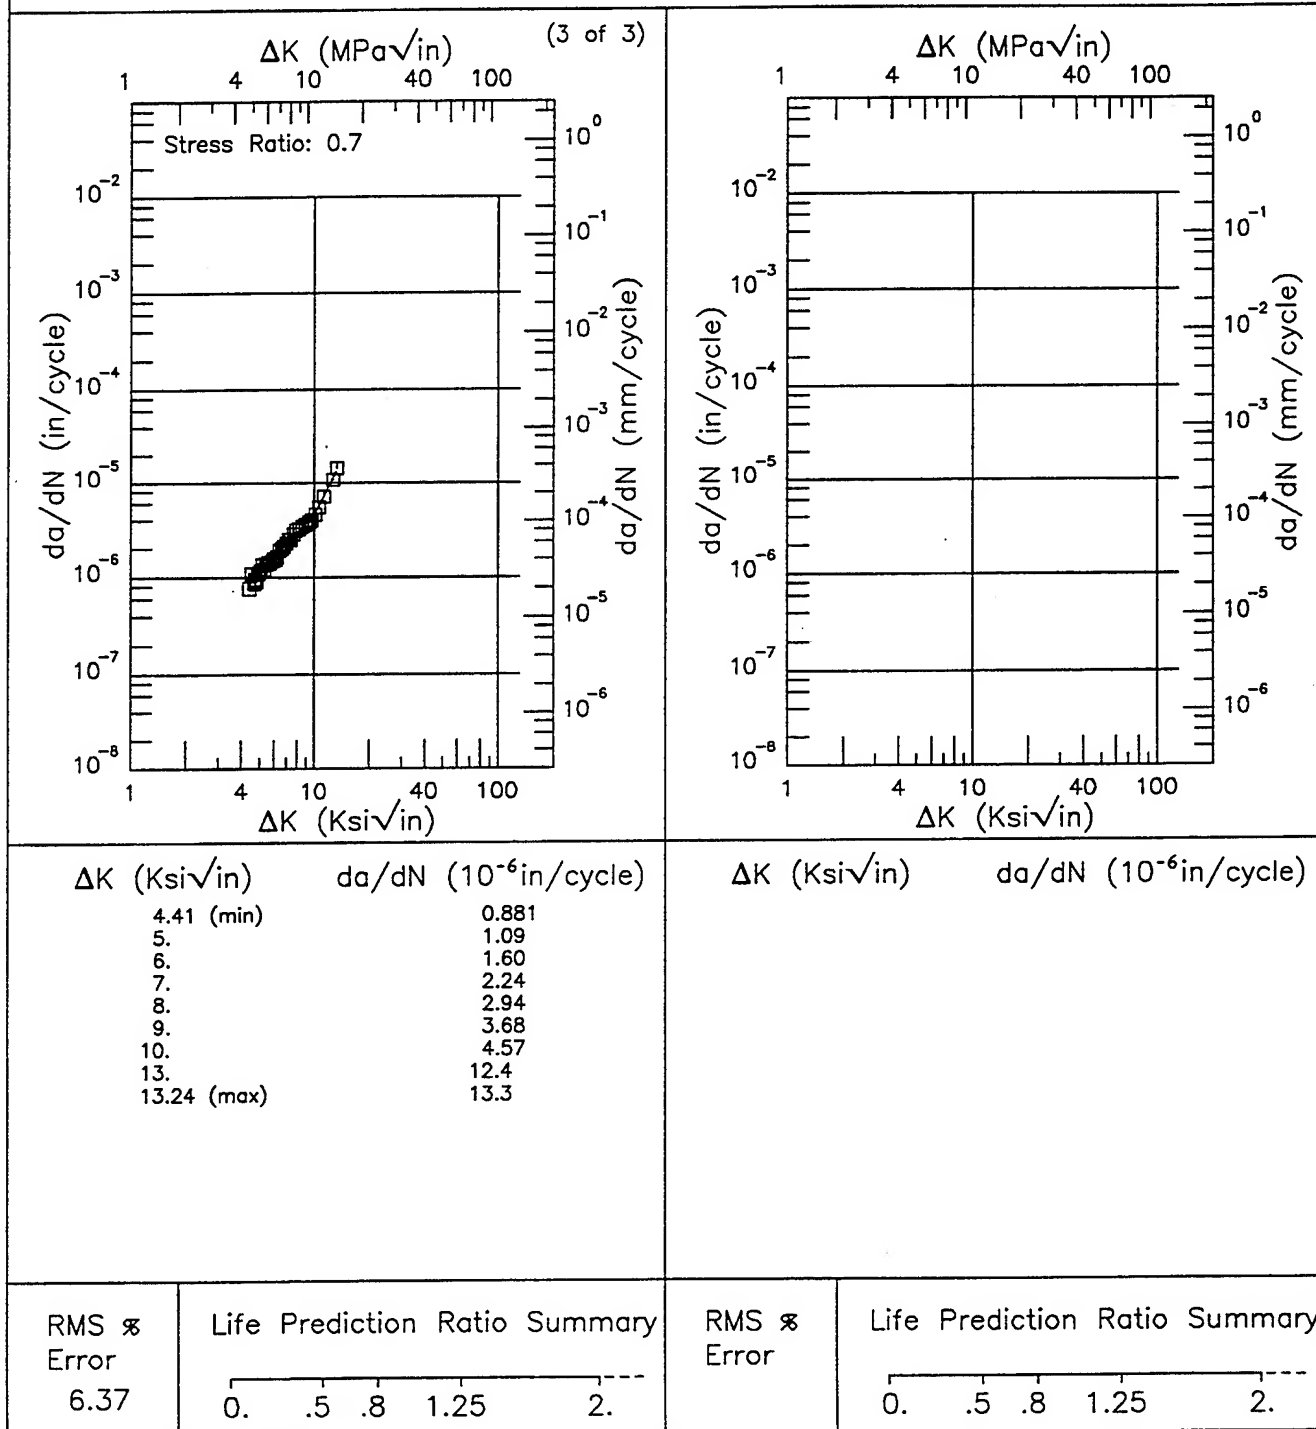 (3 of 3)
ΔK (MPa√in)
1 4 10 40 100
Stress Ratio: 0.7
da/dN (in/cycle)
10⁻²
10⁻³
10⁻⁴
10⁻⁵
10⁻⁶
10⁻⁷
10⁻⁸
10⁰
10⁻¹
10⁻²
10⁻³
10⁻⁴
10⁻⁵
10⁻⁶
da/dN (mm/cycle)
1 4 10 40 100
ΔK (Ksi√in)
ΔK (Ksi√in) da/dN (10⁻⁶in/cycle)
4.41 (min) 0.881
5. 1.09
6. 1.60
7. 2.24
8. 2.94
9. 3.68
10. 4.57
13. 12.4
13.24 (max) 13.3
RMS %
Error
6.37
Life Prediction Ratio Summary
0. .5 .8 1.25 2.
ΔK (MPa√in)
1 4 10 40 100
da/dN (in/cycle)
10⁻²
10⁻³
10⁻⁴
10⁻⁵
10⁻⁶
10⁻⁷
10⁻⁸
10⁰
10⁻¹
10⁻²
10⁻³
10⁻⁴
10⁻⁵
10⁻⁶
da/dN (mm/cycle)
1 4 10 40 100
ΔK (Ksi√in)
ΔK (Ksi√in) da/dN (10⁻⁶in/cycle)
RMS %
Error
Life Prediction Ratio Summary
0. .5 .8 1.25 2.